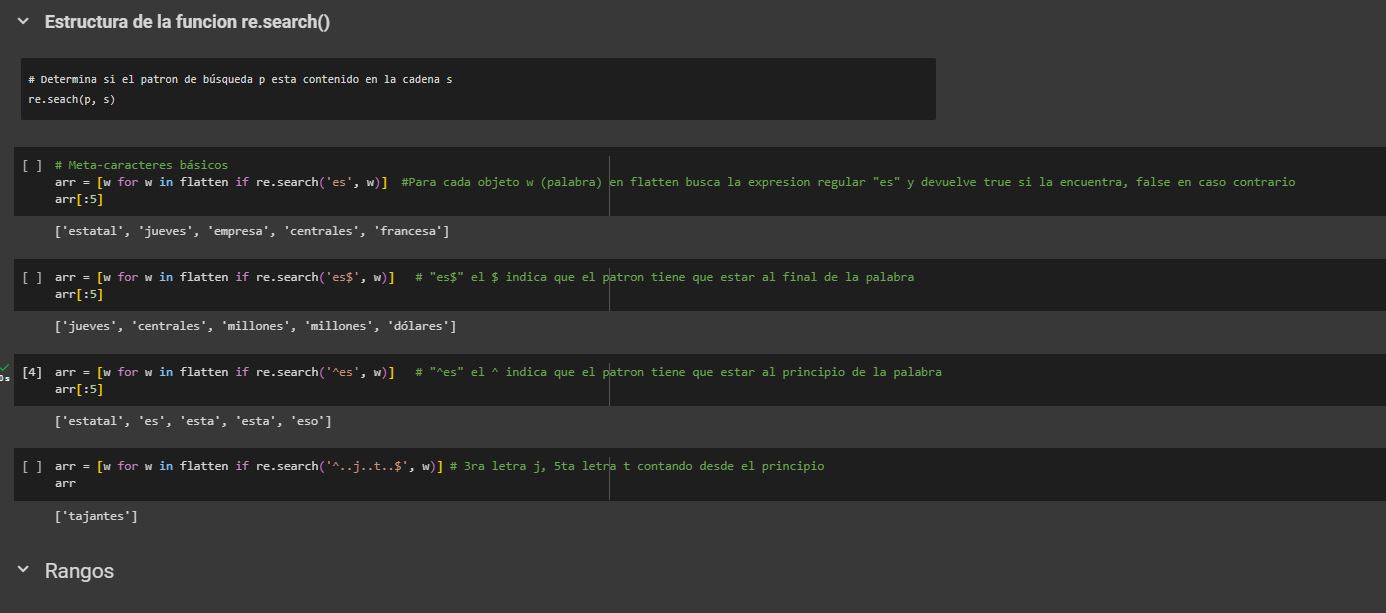 Estructura de la funcion re.search()
# Determina si el patron de búsqueda p esta contenido en la cadena s
re.seach(p, s)
[ ] # Meta-caracteres básicos
arr = [w for w in flatten if re.search('es', w)]  #Para cada objeto w (palabra) en flatten busca la expresion regular "es" y devuelve true si la encuentra, false en caso contrario
arr[:5]
['estatal', 'jueves', 'empresa', 'centrales', 'francesa']
[ ] arr = [w for w in flatten if re.search('es$', w)]   # "es$" el $ indica que el patron tiene que estar al final de la palabra
arr[:5]
['jueves', 'centrales', 'millones', 'millones', 'dólares']
[4] arr = [w for w in flatten if re.search('^es', w)]   # "^es" el ^ indica que el patron tiene que estar al principio de la palabra
0s
arr[:5]
['estatal', 'es', 'esta', 'esta', 'eso']
[ ] arr = [w for w in flatten if re.search('^..j..t..$', w)] # 3ra letra j, 5ta letra t contando desde el principio
arr
['tajantes']
Rangos